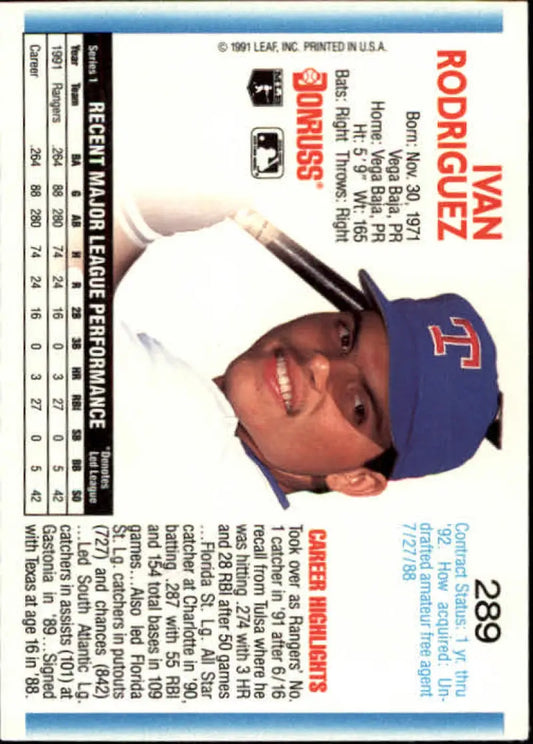 IVAN
RODRIGUEZ
Born: Nov. 30, 1971
Vega Baja, PR
Home: Vega Baja, PR
Ht: 5' 9" Wt: 165
Bats: Right Throws: Right
DONRUSS®
MLB
© 1991 LEAF, INC. PRINTED IN U.S.A.
T
289
Contract Status: 1 yr. thru
'92. How acquired: Un-
drafted amateur free agent
7/27/88
CAREER HIGHLIGHTS
Took over as Rangers' No.
1 catcher in '91 after 6/16
recall from Tulsa where he
was hitting .274 with 3 HR
and 28 RBI after 50 games
...Florida St. Lg. All Star
catcher at Charlotte in '90,
batting .287 with 55 RBI
and 154 total bases in 109
games...Also led Florida
St. Lg. catchers in putouts
(727) and chances (842)
...Led South Atlantic Lg.
catchers in assists (101) at
Gastonia in '89...Signed
with Texas at age 16 in '88.
Series 1 RECENT MAJOR LEAGUE PERFORMANCE *Denotes
Led League
Year Team BA G AB H R 2B 3B HR RBI SB BB SO
1991 Rangers .264 88 280 74 24 16 0 3 27 0 5 42
Career .264 88 280 74 24 16 0 3 27 0 5 42